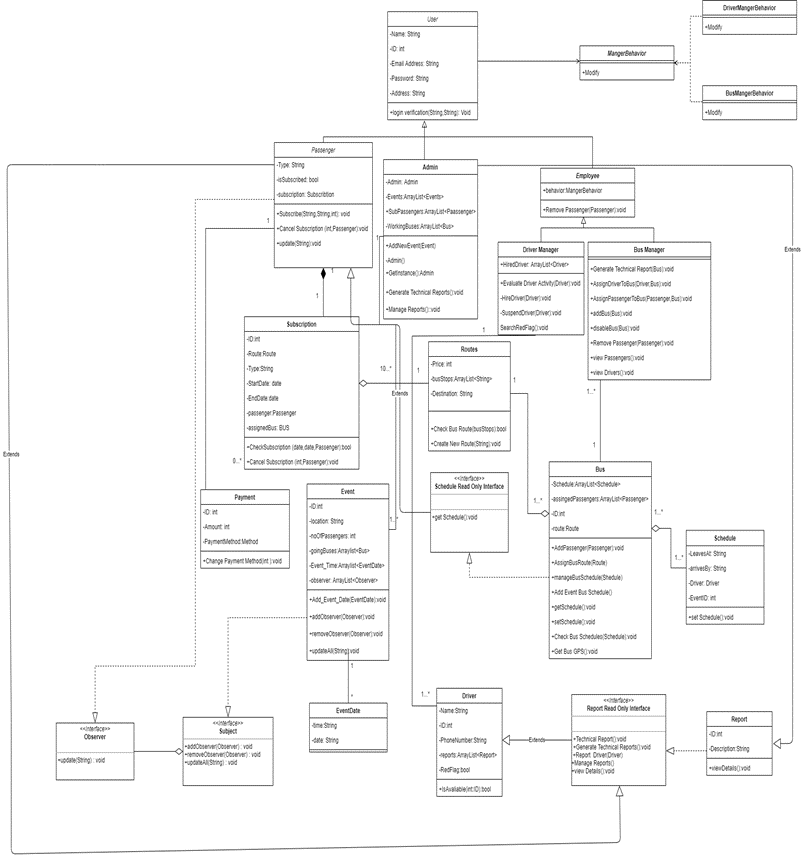 User
-Name: String
-ID: int
-Email Address: String
-Password: String
-Address: String
+login verification(String,String): Void
MangerBehavior
+Modify
DriverMangerBehavior
+Modify
BusMangerBehavior
+Modify
Passenger
-Type: String
-isSubscribed: bool
-subscription: Subscribtion
+Subscribe(String,String,int): void
+Cancel Subscription (int,Passenger):void
+update(String):void
Admin
-Admin: Admin
-Events:ArrayList<Events>
+SubPassengers:ArrayList<Paassenger>
-WorkingBuses:ArrayList<Bus>
+AddNewEvent(Event)
-Admin()
+GetInstance():Admin
+Generate Technical Reports():void
+Manage Reports():void
Employee
+behavior:MangerBehavior
+Remove Passenger(Passenger):void
Driver Manager
+HiredDriver: ArrayList<Driver>
+Evaluate Driver Activity(Driver):void
-HireDriver(Driver):void
-SuspendDriver(Driver):void
SearchRedFlag():void
Bus Manager
+Generate Technical Report(Bus):void
+AssignDriverToBus(Driver,Bus):void
+AssignPassengerToBus(Passenger,Bus):void
+addBus(Bus):void
+disableBus(Bus):void
+Remove Passenger(Passenger):void
+view Passengers():void
+view Drivers():void
Extends
1
1
1
1
1
Subscription
-ID:int
-Route:Route
-Type:String
-StartDate: date
-EndDate:date
-passenger:Passenger
-assignedBus: BUS
+CheckSubscription (date,date,Passenger):bool
+Cancel Subscription (int,Passenger):void
10...*
1
Extends
0...*
Routes
-Price: int
-busStops:ArrayList<String>
-Destination: String
+Check Bus Route(busStops):bool
+Create New Route(String):void
1
1...*
1
Extends
Payment
-ID: int
-Amount: int
-PaymentMethod:Method
+Change Payment Method(int ):void
Event
-ID:int
-location: String
-noOfPassengers: int
-goingBuses:Arraylist<Bus>
-Event_Time:Arraylist<EventDate>
-observer: ArrayList<Observer>
+Add_Event_Date(EventDate):void
+addObserver(Observer):void
+removeObserver(Observer):void
+updateAll(String):void
1...*
1
*
<<Interface>>
Schedule Read Only Interface
+get Schedule():void
Bus
-Schedule:ArrayList<Schedule>
-assingedPassengers:ArrayList<Passenger>
-ID:int
-route:Route
+AddPassenger(Passenger):void
+AssignBusRoute(Route)
+manageBusSchedule(Shedule)
+Add Event Bus Schedule()
+getSchedule():void
+setSchedule():void
+Check Bus Schedules(Schedule):void
+Get Bus GPS():void
1...*
1...*
1...*
Schedule
-LeavesAt: String
-arrivesBy: String
-Driver: Driver
-EventID: int
+set Schedule():void
EventDate
-time:String
-date: String
<<Interface>>
Observer
+update(String) : void
<<Interface>>
Subject
+addObserver(Observer) : void
+removeObserver(Observer) : void
+updateAll(String) : void
1...*
Driver
-Name:String
-ID:int
-PhoneNumber:String
-reports:ArrayList<Report>
-RedFlag:bool
+IsAvaliable(int:ID):bool
Extends
<<Interface>>
Report Read Only Interface
+Technical Report():void
+Generate Technical Reports():void
+Report Driver(Driver)
+Manage Reports()
+view Details():void
Report
-ID:int
-Description:String
+viewDetails():void